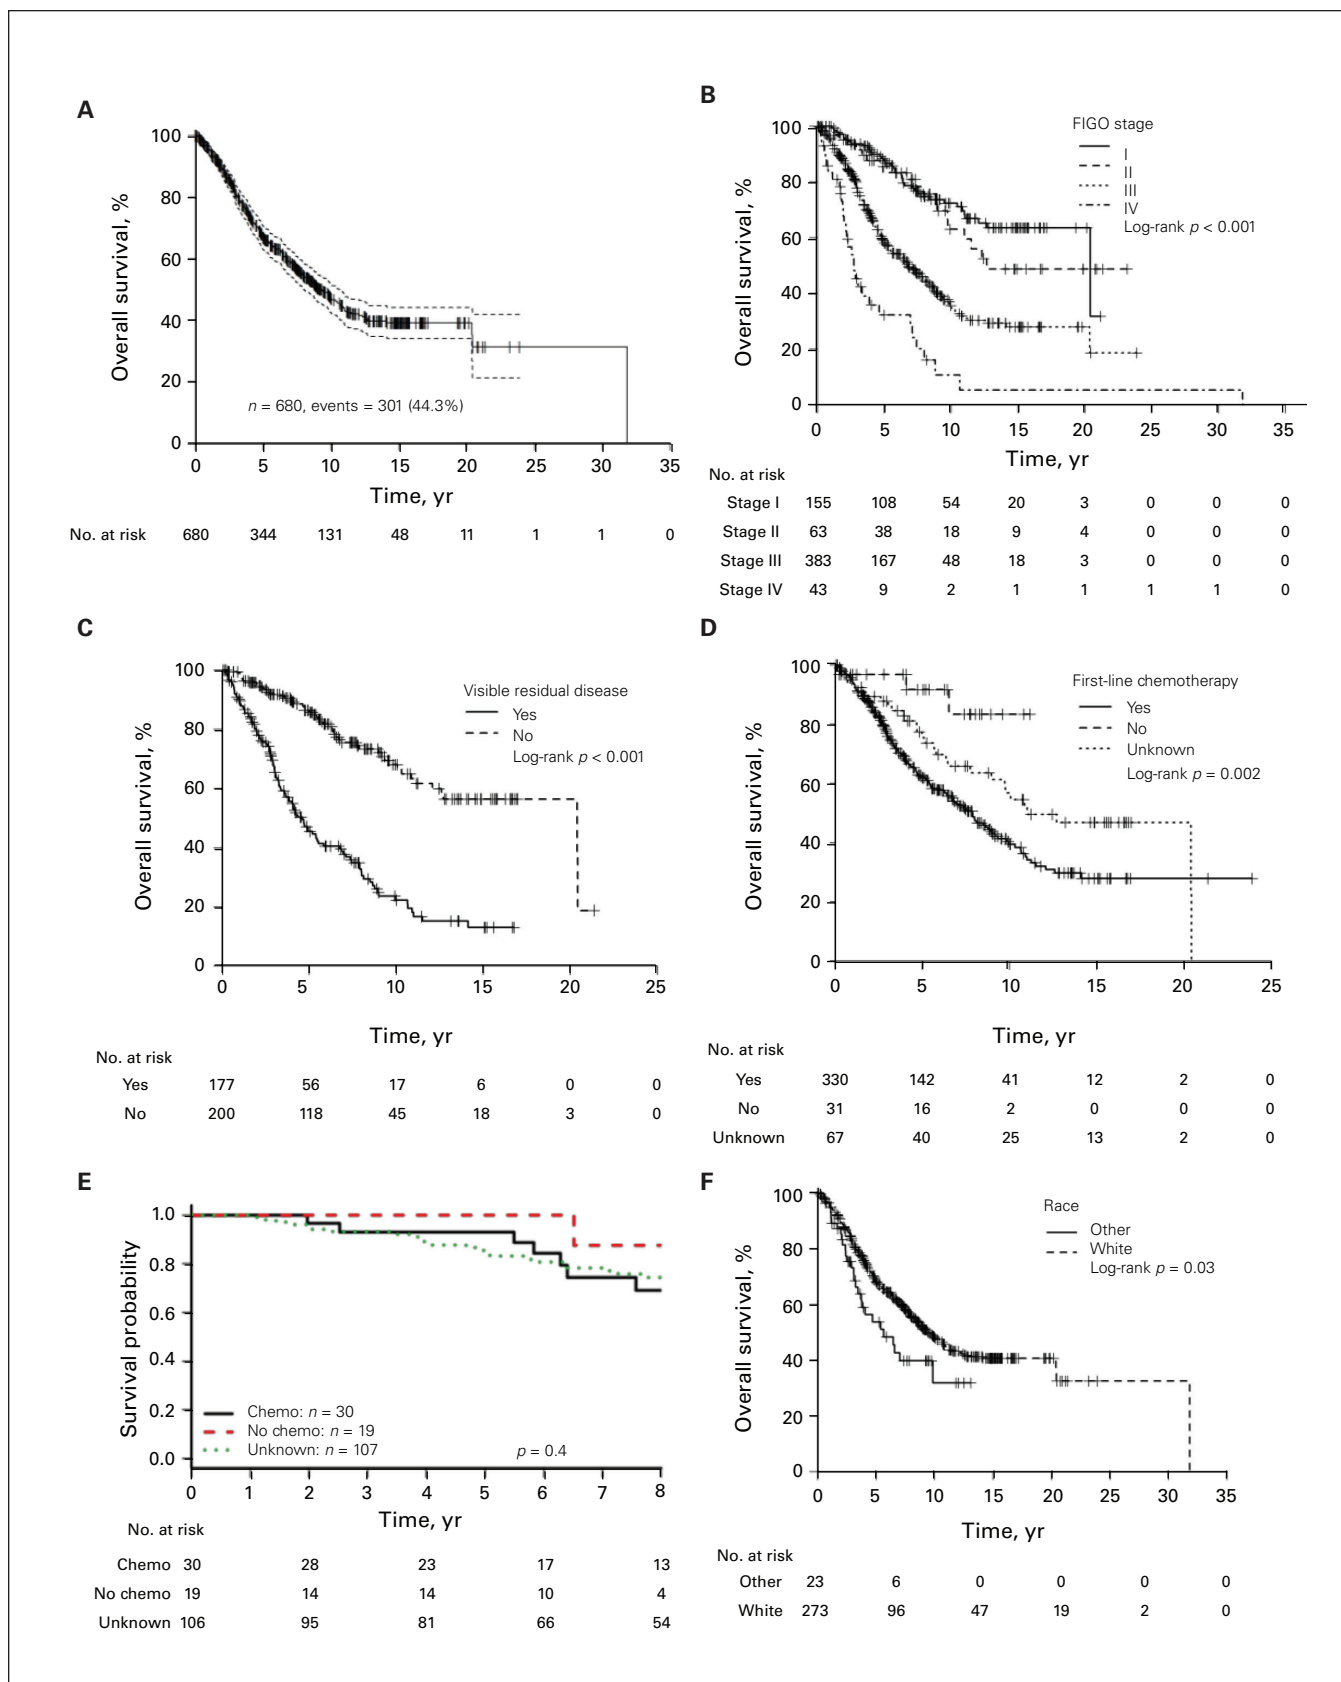 A
100
80
60
40
20
0
Overall survival, %
n = 680, events = 301 (44.3%)
0 5 10 15 20 25 30 35
Time, yr
No. at risk 680 344 131 48 11 1 1 0
B
100
80
60
40
20
0
Overall survival, %
FIGO stage
I
II
III
IV
Log-rank p < 0.001
0 5 10 15 20 25 30 35
Time, yr
No. at risk
Stage I 155 108 54 20 3 0 0 0
Stage II 63 38 18 9 4 0 0 0
Stage III 383 167 48 18 3 0 0 0
Stage IV 43 9 2 1 1 1 1 0
C
100
80
60
40
20
0
Overall survival, %
Visible residual disease
Yes
No
Log-rank p < 0.001
0 5 10 15 20 25
Time, yr
No. at risk
Yes 177 56 17 6 0 0
No 200 118 45 18 3 0
D
100
80
60
40
20
0
Overall survival, %
First-line chemotherapy
Yes
No
Unknown
Log-rank p = 0.002
0 5 10 15 20 25
Time, yr
No. at risk
Yes 330 142 41 12 2 0
No 31 16 2 0 0 0
Unknown 67 40 25 13 2 0
E
1.0
0.8
0.6
0.4
0.2
0.0
Survival probability
Chemo: n = 30
No chemo: n = 19
Unknown: n = 107
p = 0.4
0 1 2 3 4 5 6 7 8
Time, yr
No. at risk
Chemo 30 28 23 17 13
No chemo 19 14 14 10 4
Unknown 106 95 81 66 54
F
100
80
60
40
20
0
Overall survival, %
Race
Other
White
Log-rank p = 0.03
0 5 10 15 20 25 30 35
Time, yr
No. at risk
Other 23 6 0 0 0 0 0 0
White 273 96 47 19 2 0